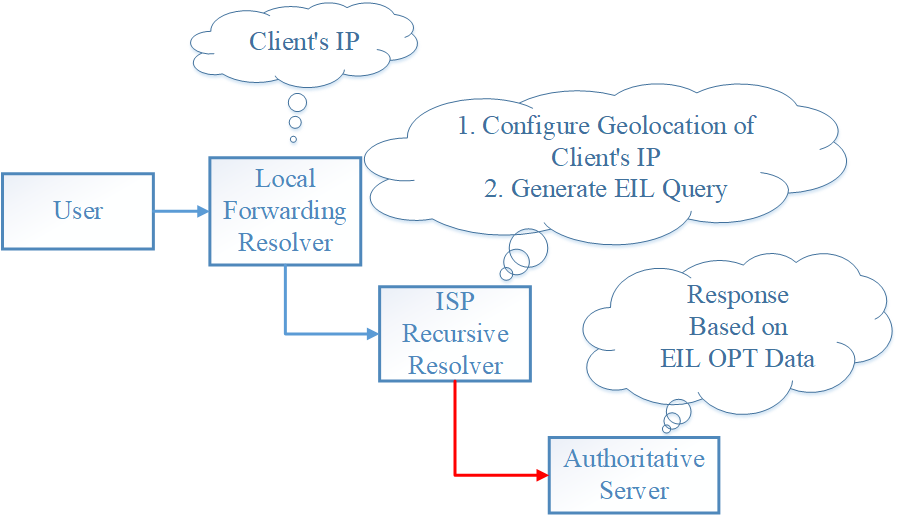 Client's IP
1. Configure Geolocation of
Client's IP
2. Generate EIL Query
User
Local
Forwarding
Resolver
ISP
Recursive
Resolver
Response
Based on
EIL OPT Data
Authoritative
Server